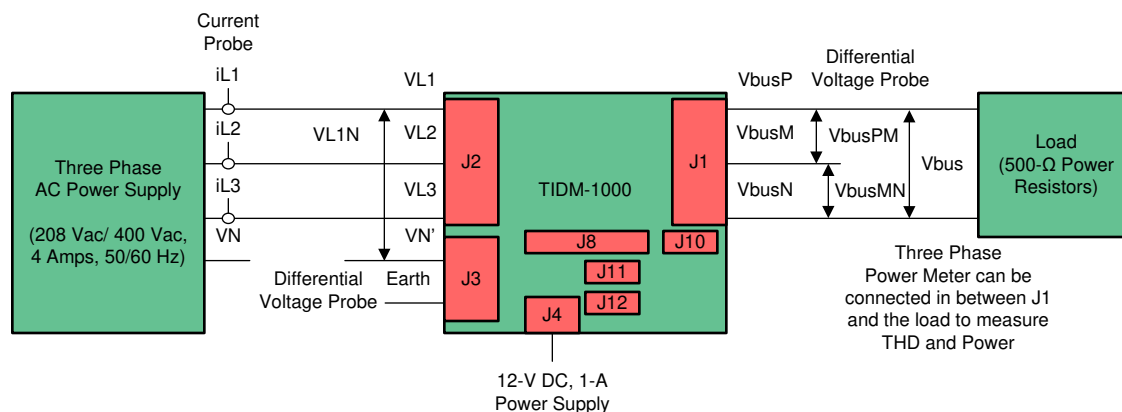 Current
Probe
iL1
iL2
iL3
VN
Three Phase
AC Power Supply
(208 Vac/ 400 Vac,
4 Amps, 50/60 Hz)
VL1
VL1N
VL2
VL3
VN'
Differential
Voltage Probe
Earth
J2
J3
TIDM-1000
J1
J8
J10
J11
J12
J4
12-V DC, 1-A
Power Supply
VbusP
VbusM
VbusN
Differential
Voltage Probe
VbusPM
VbusMN
Vbus
Load
(500-Ω Power
Resistors)
Three Phase
Power Meter can be
connected in between J1
and the load to measure
THD and Power